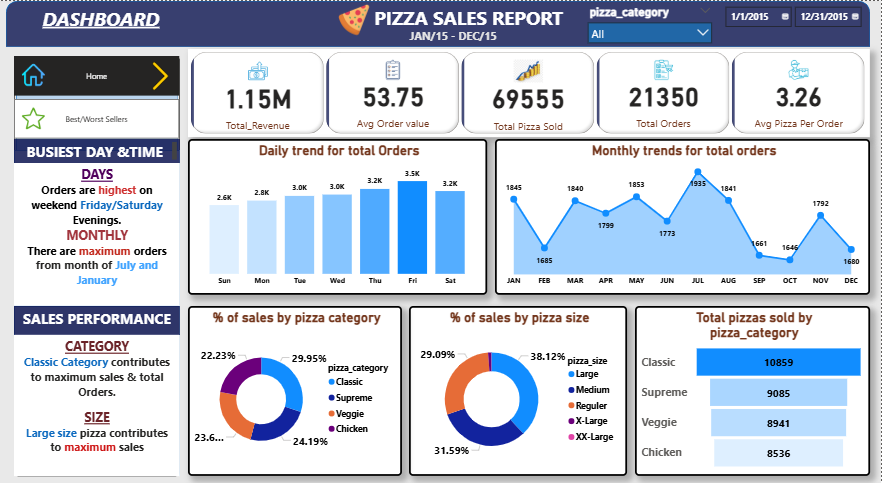 DASHBOARD
PIZZA SALES REPORT
JAN/15 - DEC/15
pizza_category
All
1/1/2015
12/31/2015
Home
Best/Worst Sellers
1.15M
Total_Revenue
53.75
Avg Order value
69555
Total Pizza Sold
21350
Total Orders
3.26
Avg Pizza Per Order
BUSIEST DAY &TIME
DAYS
Orders are highest on
weekend Friday/Saturday
Evenings.
MONTHLY
There are maximum orders
from month of July and
January
Daily trend for total Orders
2.6K
2.8K
3.0K
3.0K
3.2K
3.5K
3.2K
Sun
Mon
Tue
Wed
Thu
Fri
Sat
Monthly trends for total orders
1845
1685
1840
1799
1853
1773
1935
1841
1661
1646
1792
1680
JAN
FEB
MAR
APR
MAY
JUN
JUL
AUG
SEP
OCT
NOV
DEC
SALES PERFORMANCE
CATEGORY
Classic Category contributes
to maximum sales & total
Orders.
SIZE
Large size pizza contributes
to maximum sales
% of sales by pizza category
22.23%
29.95%
23.6...
24.19%
pizza_category
Classic
Supreme
Veggie
Chicken
% of sales by pizza size
29.09%
38.12%
31.59%
pizza_size
Large
Medium
Reguler
X-Large
XX-Large
Total pizzas sold by
pizza_category
Classic
10859
Supreme
9085
Veggie
8941
Chicken
8536